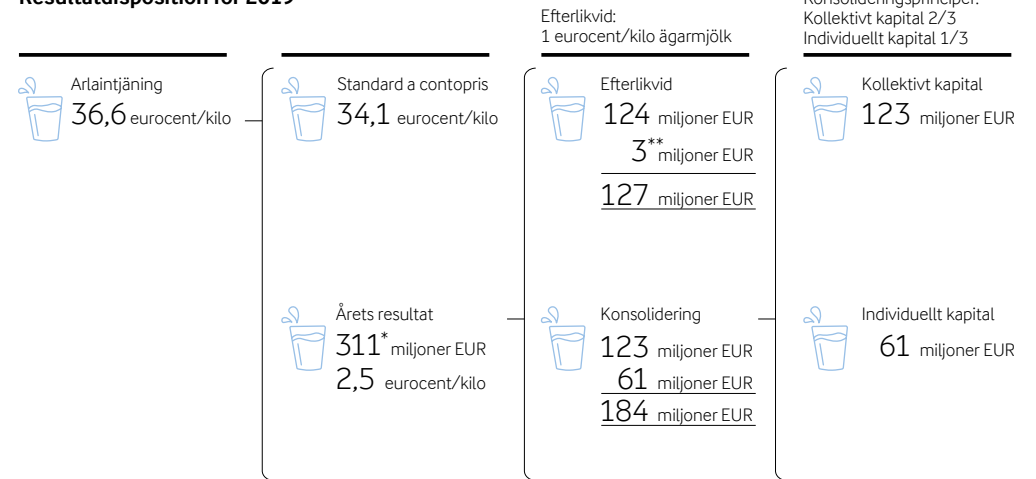 Resultatdisposition för 2019
Efterlikvid:
1 eurocent/kilo ägarmjölk
Konsolideringsprinciper:
Kollektivt kapital 2/3
Individuellt kapital 1/3
Arlaintjäning
36,6 eurocent/kilo
Standard a contopris
34,1 eurocent/kilo
Årets resultat
311* miljoner EUR
2,5 eurocent/kilo
Efterlikvid
124 miljoner EUR
3** miljoner EUR
127 miljoner EUR
Konsolidering
123 miljoner EUR
61 miljoner EUR
184 miljoner EUR
Kollektivt kapital
123 miljoner EUR
Individuellt kapital
61 miljoner EUR